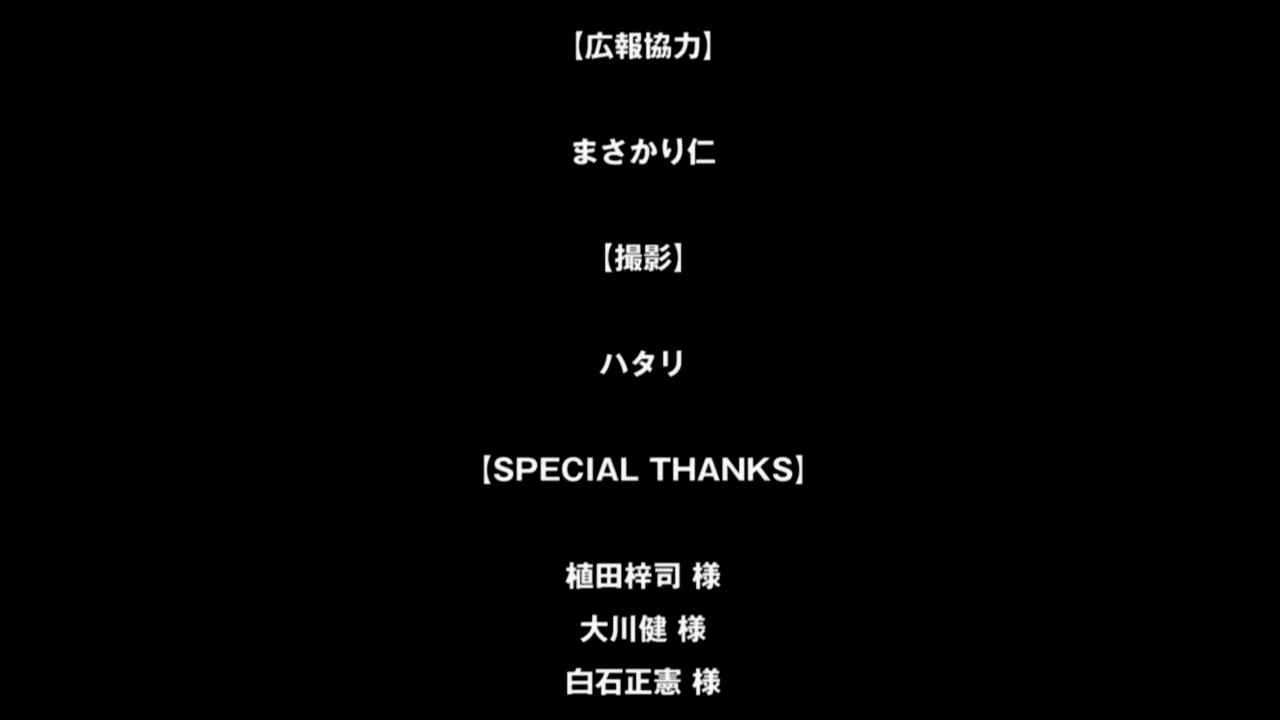 【広報協力】
まさかり仁
【撮影】
ハタリ
【SPECIAL THANKS】
植田梓司 様
大川健 様
白石正憲 様